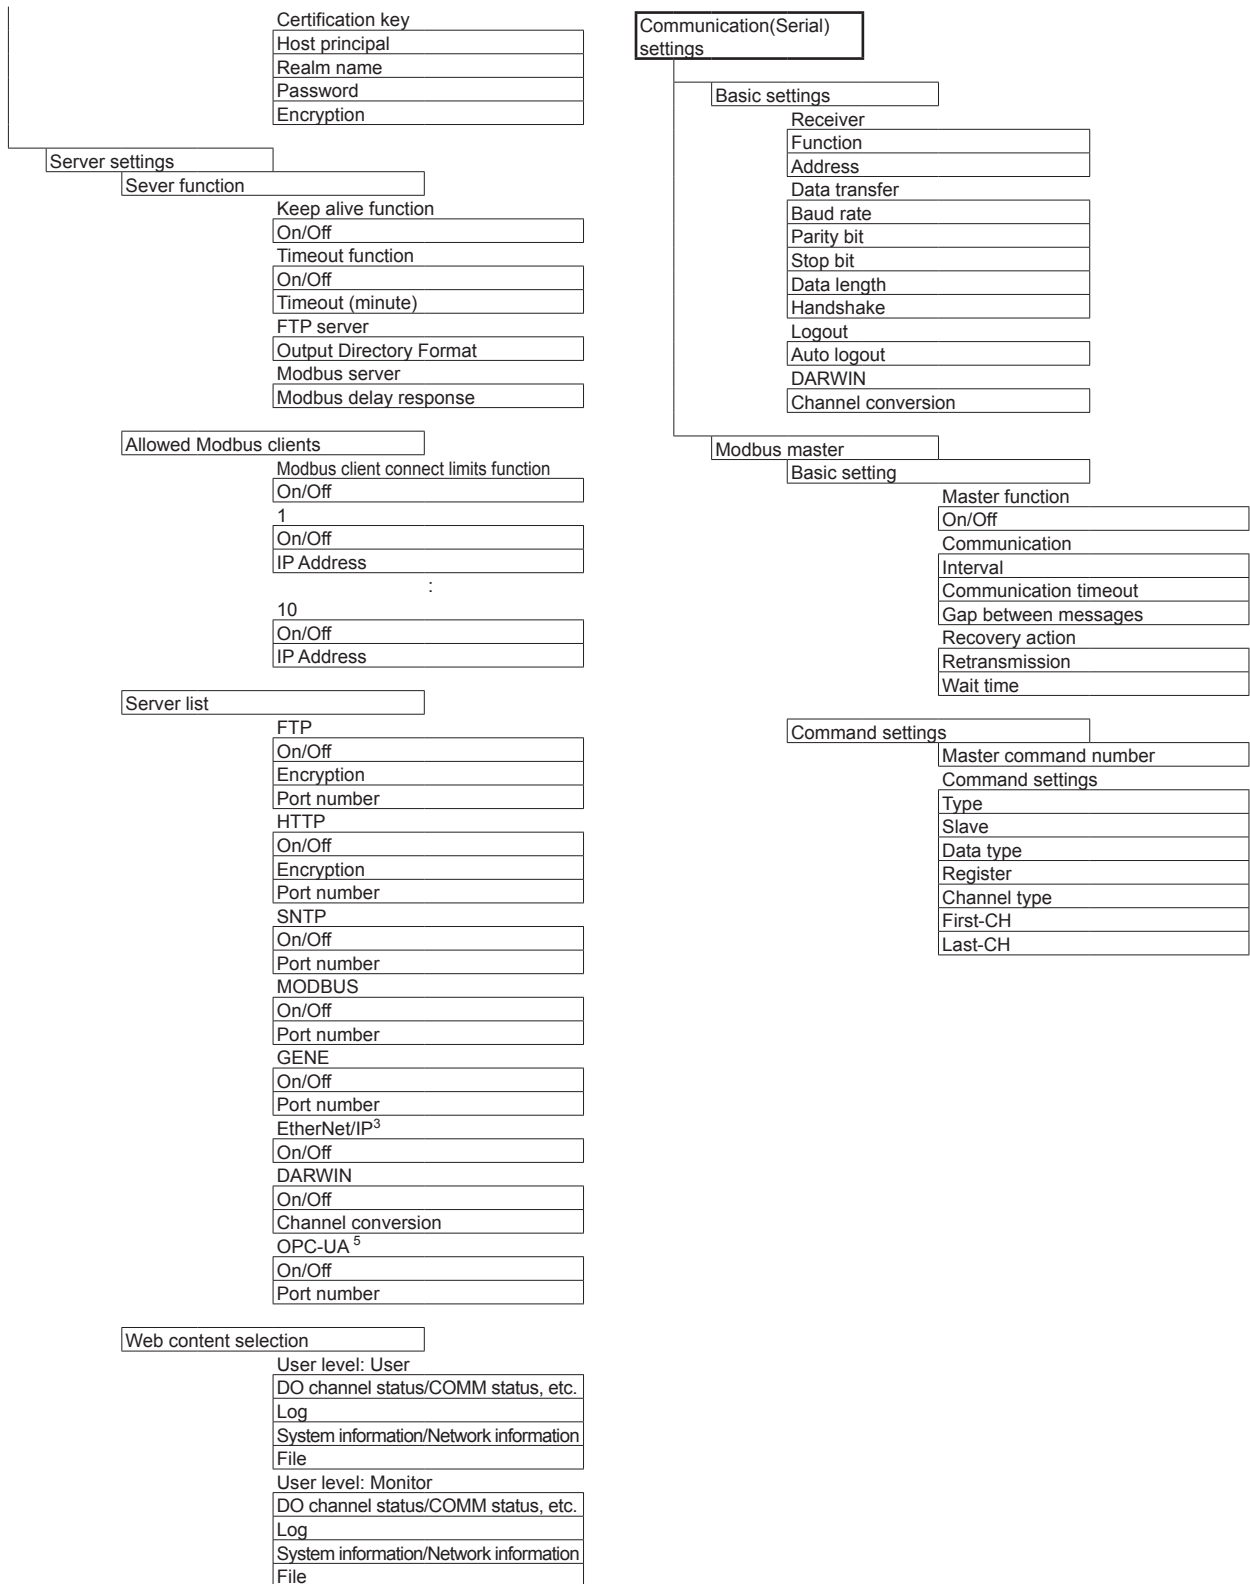 Certification key
Host principal
Realm name
Password
Encryption
Server settings
Sever function
Keep alive function
On/Off
Timeout function
On/Off
Timeout (minute)
FTP server
Output Directory Format
Modbus server
Modbus delay response
Allowed Modbus clients
Modbus client connect limits function
On/Off
1
On/Off
IP Address
:
10
On/Off
IP Address
Server list
FTP
On/Off
Encryption
Port number
HTTP
On/Off
Encryption
Port number
SNTP
On/Off
Port number
MODBUS
On/Off
Port number
GENE
On/Off
Port number
EtherNet/IP3
On/Off
DARWIN
On/Off
Channel conversion
OPC-UA 5
On/Off
Port number
Web content selection
User level: User
DO channel status/COMM status, etc.
Log
System information/Network information
File
User level: Monitor
DO channel status/COMM status, etc.
Log
System information/Network information
File
Communication(Serial)
settings
Basic settings
Receiver
Function
Address
Data transfer
Baud rate
Parity bit
Stop bit
Data length
Handshake
Logout
Auto logout
DARWIN
Channel conversion
Modbus master
Basic setting
Master function
On/Off
Communication
Interval
Communication timeout
Gap between messages
Recovery action
Retransmission
Wait time
Command settings
Master command number
Command settings
Type
Slave
Data type
Register
Channel type
First-CH
Last-CH